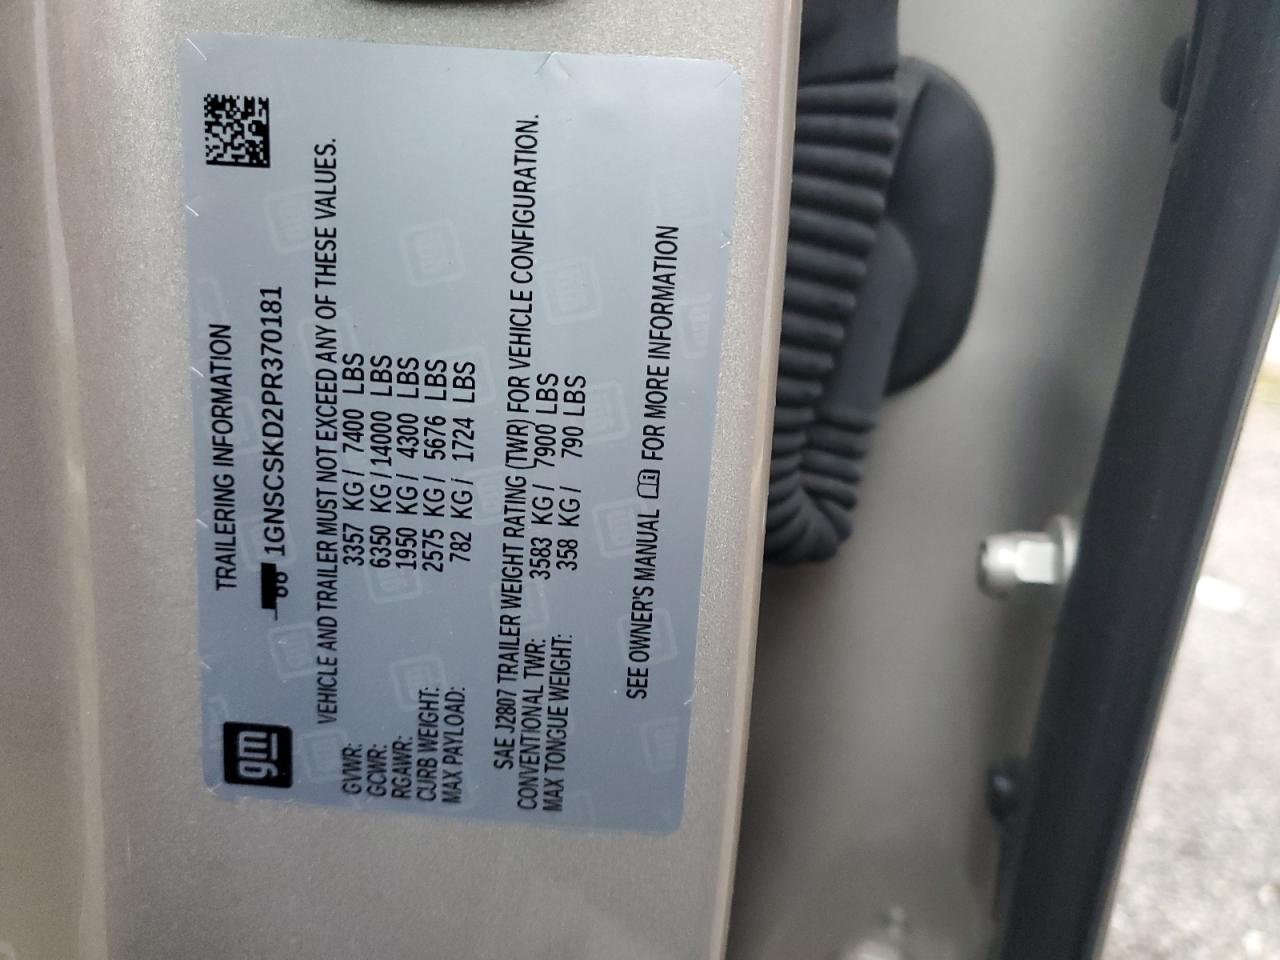 gm
TRAILERING INFORMATION
1GNSCSKD2PR370181
VEHICLE AND TRAILER MUST NOT EXCEED ANY OF THESE VALUES.
GVWR: 3357 KG / 7400 LBS
GCWR: 6350 KG / 14000 LBS
RGAWR: 1950 KG / 4300 LBS
CURB WEIGHT: 2575 KG / 5676 LBS
MAX PAYLOAD: 782 KG / 1724 LBS
SAE J2807 TRAILER WEIGHT RATING (TWR) FOR VEHICLE CONFIGURATION.
CONVENTIONAL TWR: 3583 KG / 7900 LBS
MAX TONGUE WEIGHT: 358 KG / 790 LBS
SEE OWNER'S MANUAL FOR MORE INFORMATION